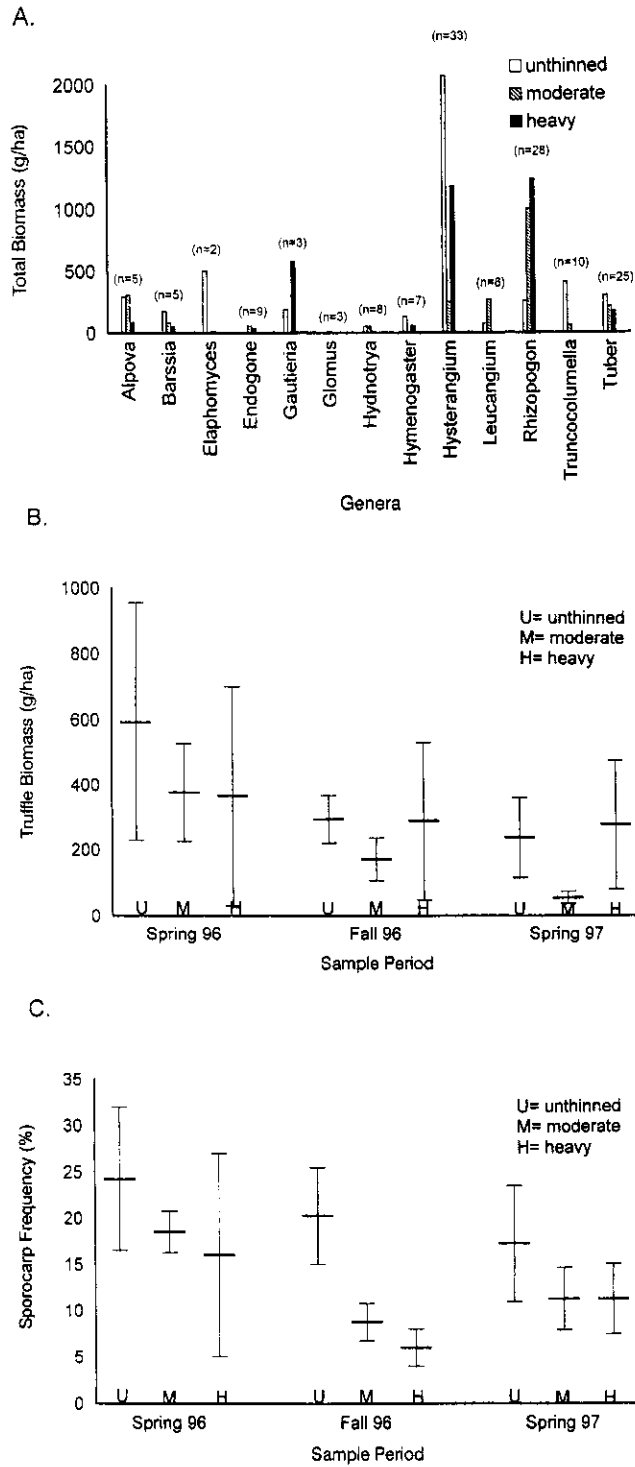 A.
(n=33)
unthinned
moderate
heavy
(n=28)
2000
1500
1000
500
0
Total Biomass (g/ha)
(n=5)
(n=5)
(n=2)
(n=9)
(n=3)
(n=3)
(n=8)
(n=7)
(n=8)
(n=10)
(n=25)
Alpova
Barssia
Elaphomyces
Endogone
Gautieria
Glomus
Hydnotrya
Hymenogaster
Hysterangium
Leucangium
Rhizopogon
Truncocolumella
Tuber
Genera
B.
1000
800
600
400
200
0
Truffle Biomass (g/ha)
U= unthinned
M= moderate
H= heavy
U M H U M H U M H
Spring 96 Fall 96 Spring 97
Sample Period
C.
35
30
25
20
15
10
5
0
Sporocarp Frequency (%)
U= unthinned
M= moderate
H= heavy
U M H U M H U M H
Spring 96 Fall 96 Spring 97
Sample Period